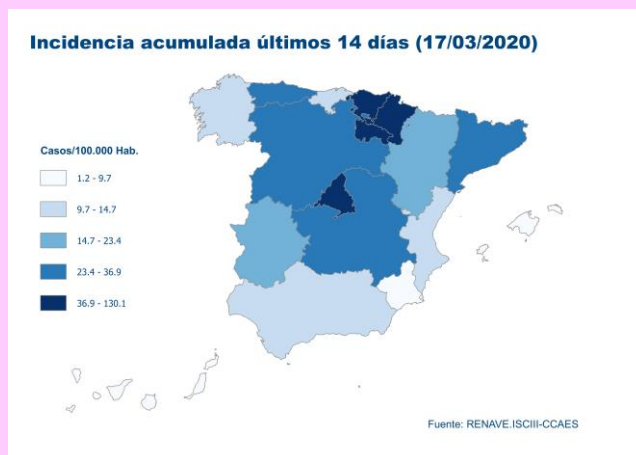 Incidencia acumulada últimos 14 días (17/03/2020)
Casos/100.000 Hab.
1.2 - 9.7
9.7 - 14.7
14.7 - 23.4
23.4 - 36.9
36.9 - 130.1
Fuente: RENAVE.ISCIII-CCAES